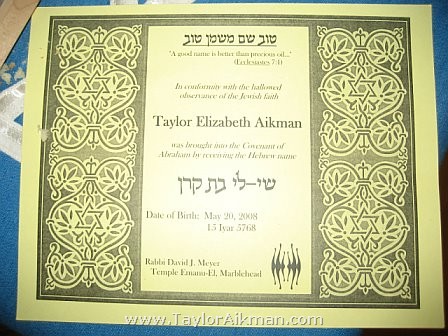 טוב שם משמן טוב
'A good name is better than precious oil...'
(Ecclesiastes 7:1)
In conformity with the hallowed
observance of the Jewish faith
Taylor Elizabeth Aikman
was brought into the Covenant of
Abraham by receiving the Hebrew name
שי-לי בת קרן
Date of Birth: May 20, 2008
15 Iyar 5768
Rabbi David J. Meyer
Temple Emanu-El, Marblehead
www.TaylorAikman.com